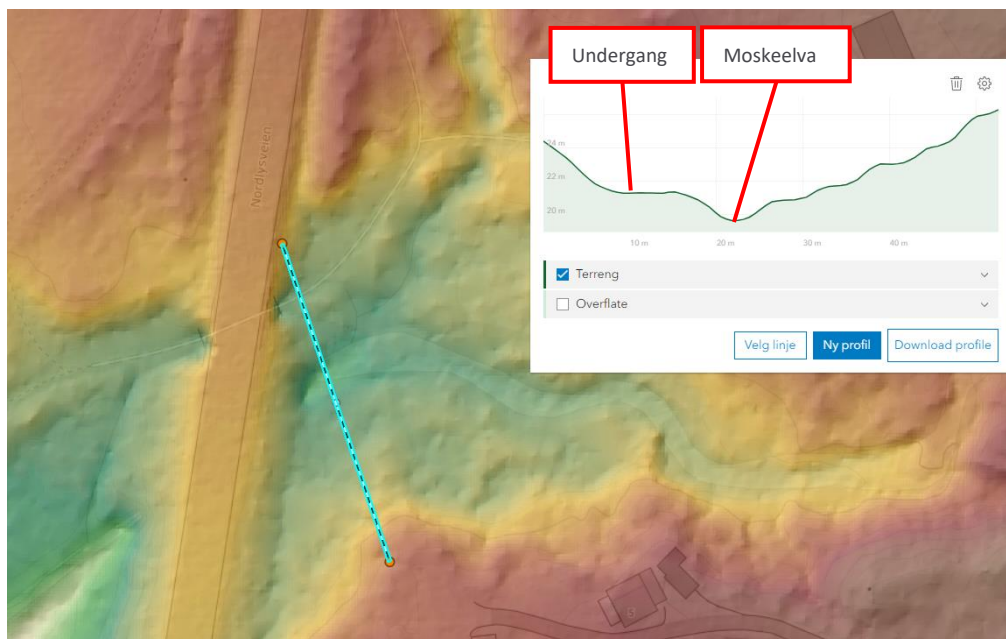 Undergang
Moskeelva
24 m
22 m
20 m
10 m
20 m
30 m
40 m
Terreng
Overflate
Velg linje
Ny profil
Download profile
Nordlysveien